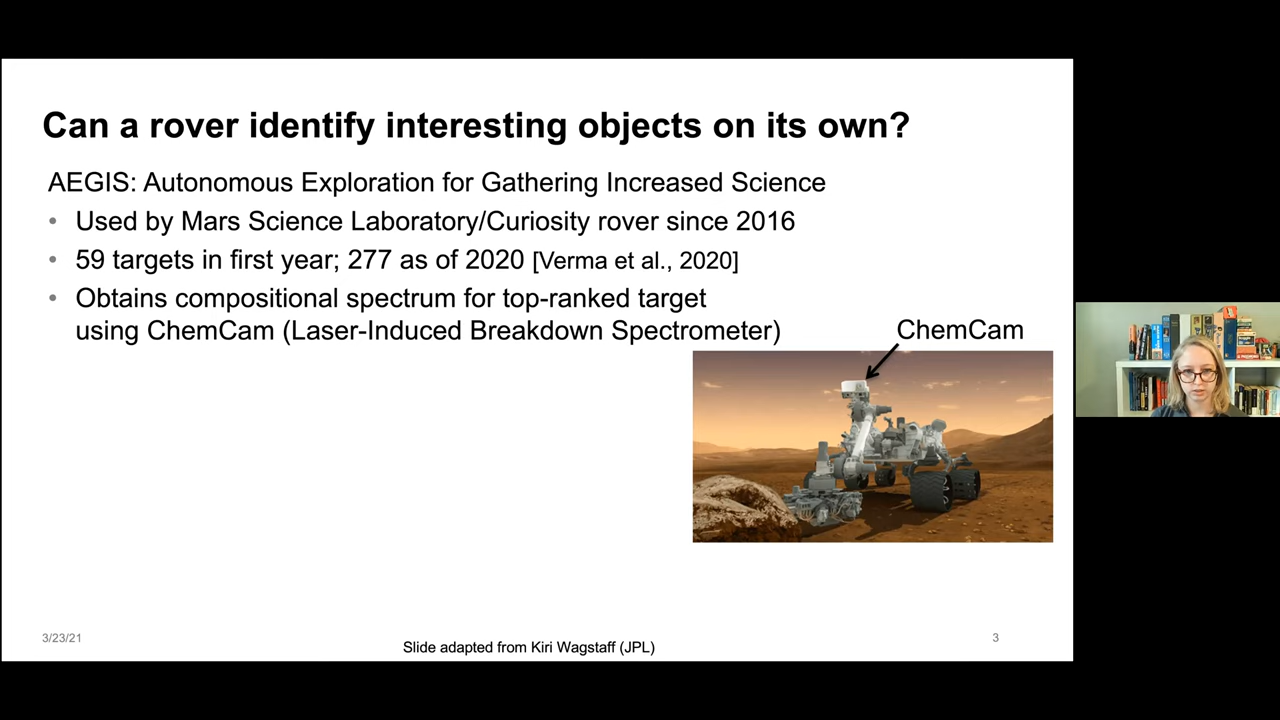 Can a rover identify interesting objects on its own?
AEGIS: Autonomous Exploration for Gathering Increased Science
• Used by Mars Science Laboratory/Curiosity rover since 2016
• 59 targets in first year; 277 as of 2020 [Verma et al., 2020]
• Obtains compositional spectrum for top-ranked target
using ChemCam (Laser-Induced Breakdown Spectrometer)
ChemCam
3/23/21
Slide adapted from Kiri Wagstaff (JPL)
3